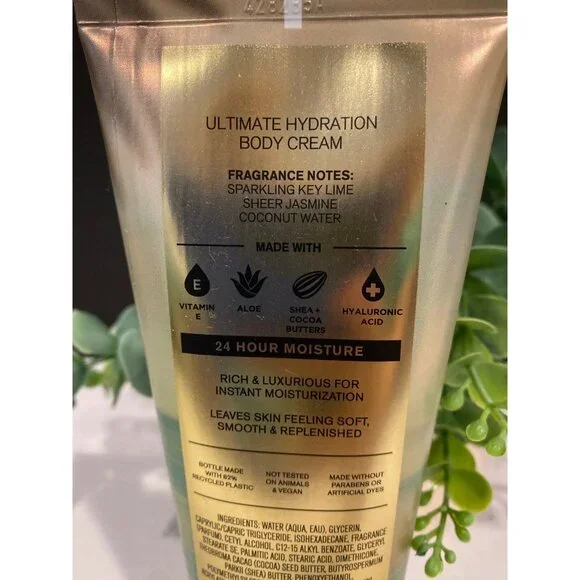 ULTIMATE HYDRATION
BODY CREAM
FRAGRANCE NOTES:
SPARKLING KEY LIME
SHEER JASMINE
COCONUT WATER
MADE WITH
E
VITAMIN
E
ALOE
SHEA +
COCOA
BUTTERS
HYALURONIC
ACID
24 HOUR MOISTURE
RICH & LUXURIOUS FOR
INSTANT MOISTURIZATION
LEAVES SKIN FEELING SOFT,
SMOOTH & REPLENISHED
BOTTLE MADE
WITH 62%
RECYCLED PLASTIC
NOT TESTED
ON ANIMALS
& VEGAN
MADE WITHOUT
PARABENS OR
ARTIFICIAL DYES
INGREDIENTS: WATER (AQUA, EAU), GLYCERIN,
CAPRYLIC/CAPRIC TRIGLYCERIDE, ISOHEXADECANE, FRAGRANCE
(PARFUM), CETYL ALCOHOL, C12-15 ALKYL BENZOATE, GLYCERYL
STEARATE SE, PALMITIC ACID, STEARIC ACID, DIMETHICONE,
THEOBROMA CACAO (COCOA) SEED BUTTER, BUTYROSPERMUM
PARKII (SHEA) BUTTER, PHENOXYETHANOL,